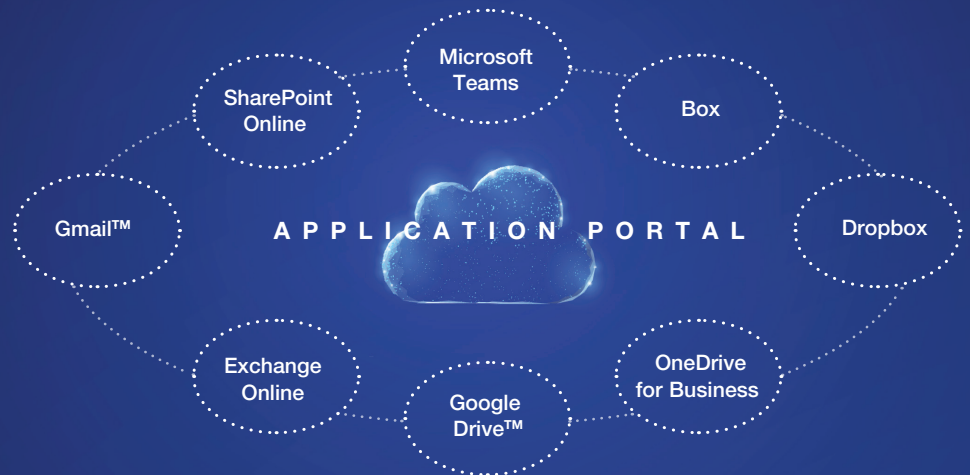 Microsoft
Teams
SharePoint
Online
Box
Gmail™
APPLICATION PORTAL
Dropbox
Exchange
Online
OneDrive
for Business
Google
Drive™